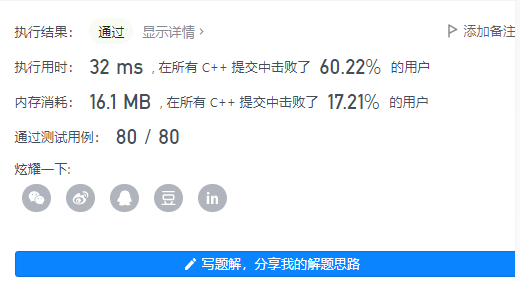 执行结果： 通过 显示详情 › 添加备注
执行用时： 32 ms , 在所有 C++ 提交中击败了 60.22% 的用户
内存消耗： 16.1 MB , 在所有 C++ 提交中击败了 17.21% 的用户
通过测试用例： 80 / 80
炫耀一下:
豆 in
写题解，分享我的解题思路